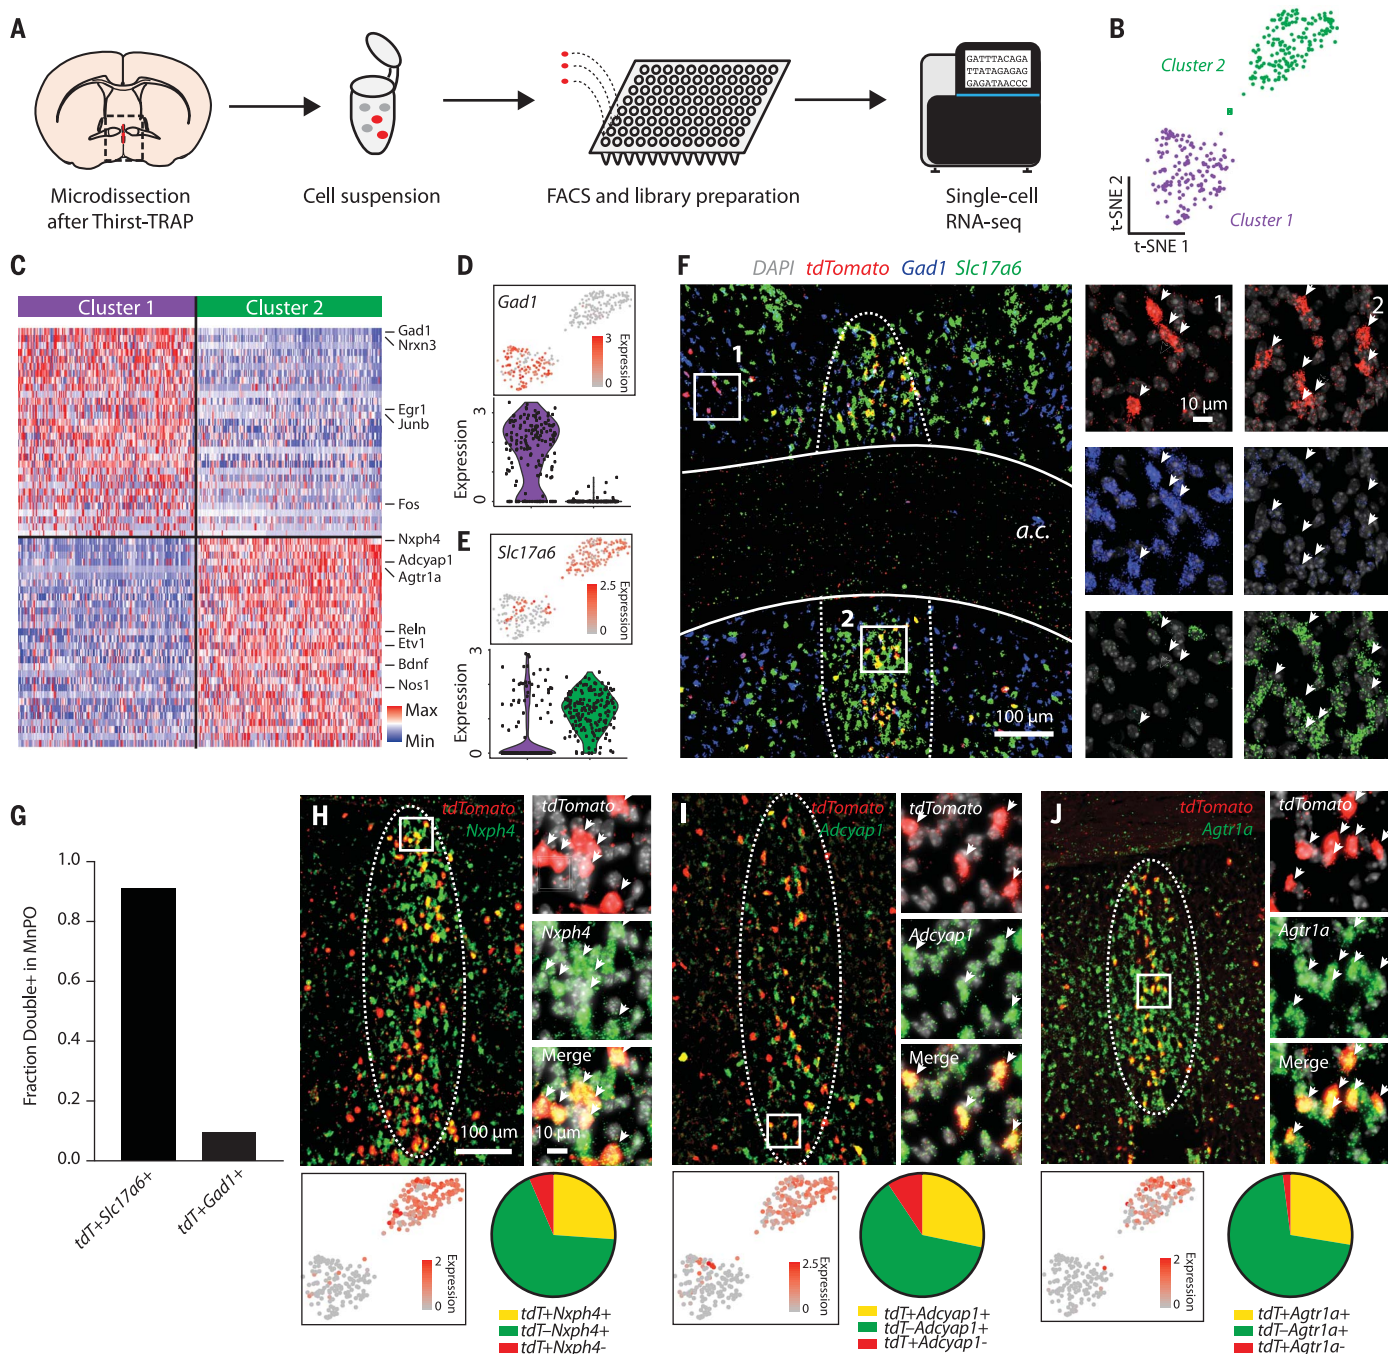 A
Microdissection
after Thirst-TRAP
Cell suspension
FACS and library preparation
GATTTACAGA
TTATAGAGAG
GAGATAACCC
Single-cell
RNA-seq
B
Cluster 2
Cluster 1
t-SNE 2
t-SNE 1
C
Cluster 1
Cluster 2
Gad1
Nrxn3
Egr1
Junb
Fos
Nxph4
Adcyap1
Agtr1a
Reln
Etv1
Bdnf
Nos1
Max
Min
D
Gad1
3
0
Expression
3
0
Expression
E
Slc17a6
2.5
0
Expression
3
0
Expression
F
DAPI tdTomato Gad1 Slc17a6
1
a.c.
2
100 µm
1
10 µm
2
G
Fraction Double+ in MnPO
1.0
0.8
0.6
0.4
0.2
0.0
tdT+Slc17a6+
tdT+Gad1+
H
tdTomato
Nxph4
100 µm
tdTomato
Nxph4
Merge
10 µm
2
0
Expression
tdT+Nxph4+
tdT–Nxph4+
tdT+Nxph4-
I
tdTomato
Adcyap1
tdTomato
Adcyap1
Merge
2.5
0
Expression
tdT+Adcyap1+
tdT–Adcyap1+
tdT+Adcyap1-
J
tdTomato
Agtr1a
tdTomato
Agtr1a
Merge
2
0
Expression
tdT+Agtr1a+
tdT–Agtr1a+
tdT+Agtr1a-